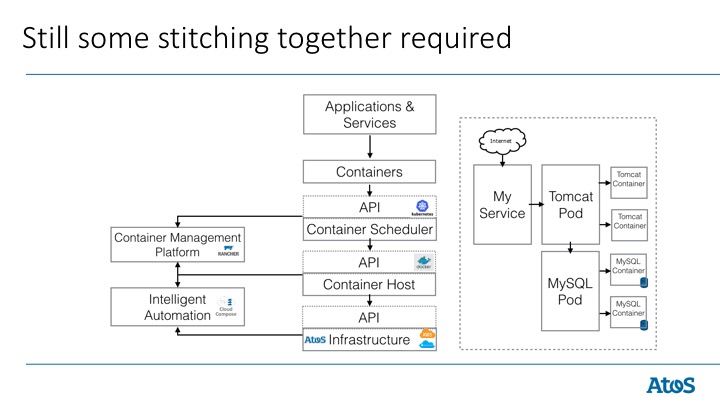 Still some stitching together required
Applications &
Services
Containers
API
kubernetes
Container Scheduler
API
docker
Container Host
API
Atos Infrastructure
AWS
Container Management
Platform
RANCHER
Intelligent
Automation
Cloud
Compose
Internet
My
Service
Tomcat
Pod
MySQL
Pod
Tomcat
Container
Tomcat
Container
MySQL
Container
MySQL
Container
Atos